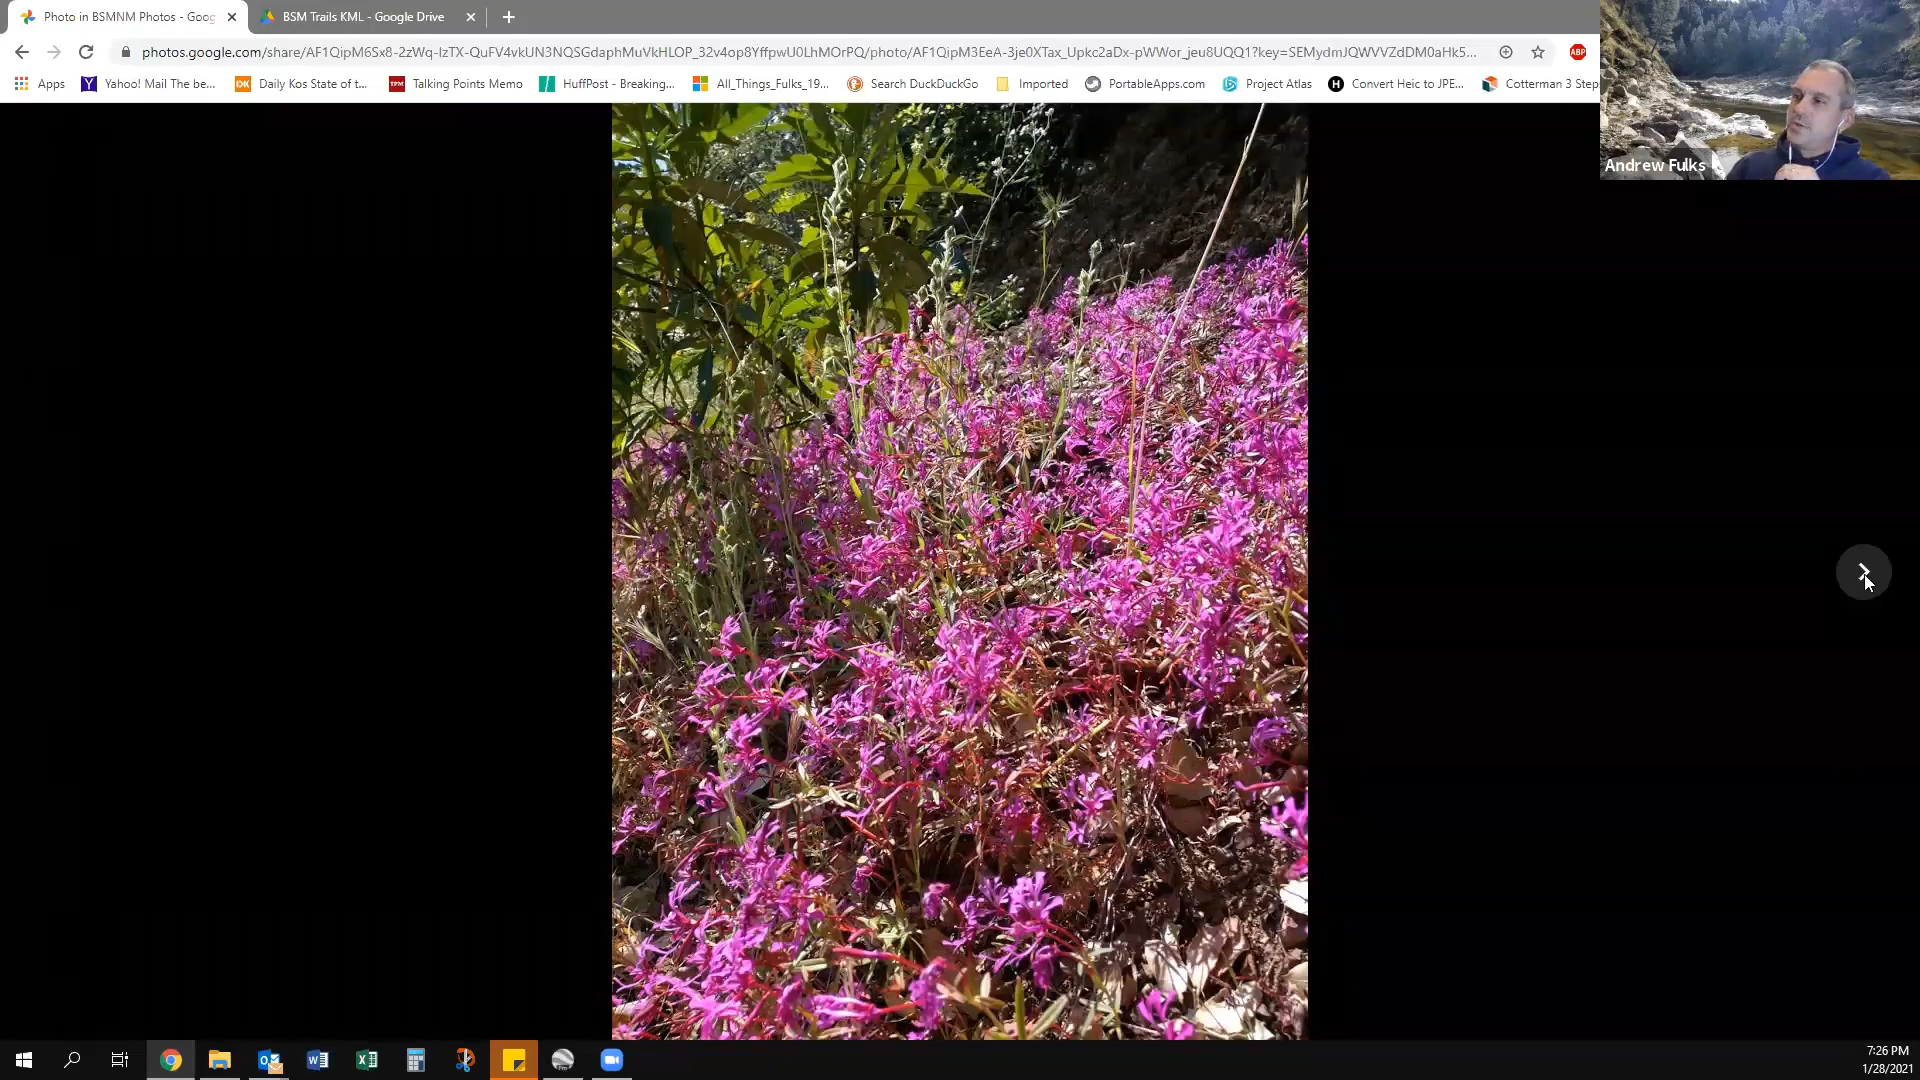 Photo in BSMNM Photos - Goog
BSM Trails KML - Google Drive
photos.google.com/share/AF1QipM6Sx8-2zWq-IzTX-QuFV4vkUN3NQSGdaphMuVkHLOP_32v4op8YffpwU0LhMOrPQ/photo/AF1QipM3EeA-3je0XTax_Upkc2aDx-pWWor_jeu8UQQ1?key=SEMydmJQWVVZdDM0aHk5...
ABP
Apps
Yahoo! Mail The be...
DK
Daily Kos State of t...
TPM
Talking Points Memo
HuffPost - Breaking...
All_Things_Fulks_19...
Search DuckDuckGo
Imported
PortableApps.com
Project Atlas
H
Convert Heic to JPE...
Cotterman 3 Step
Andrew Fulks
7:26 PM
1/28/2021